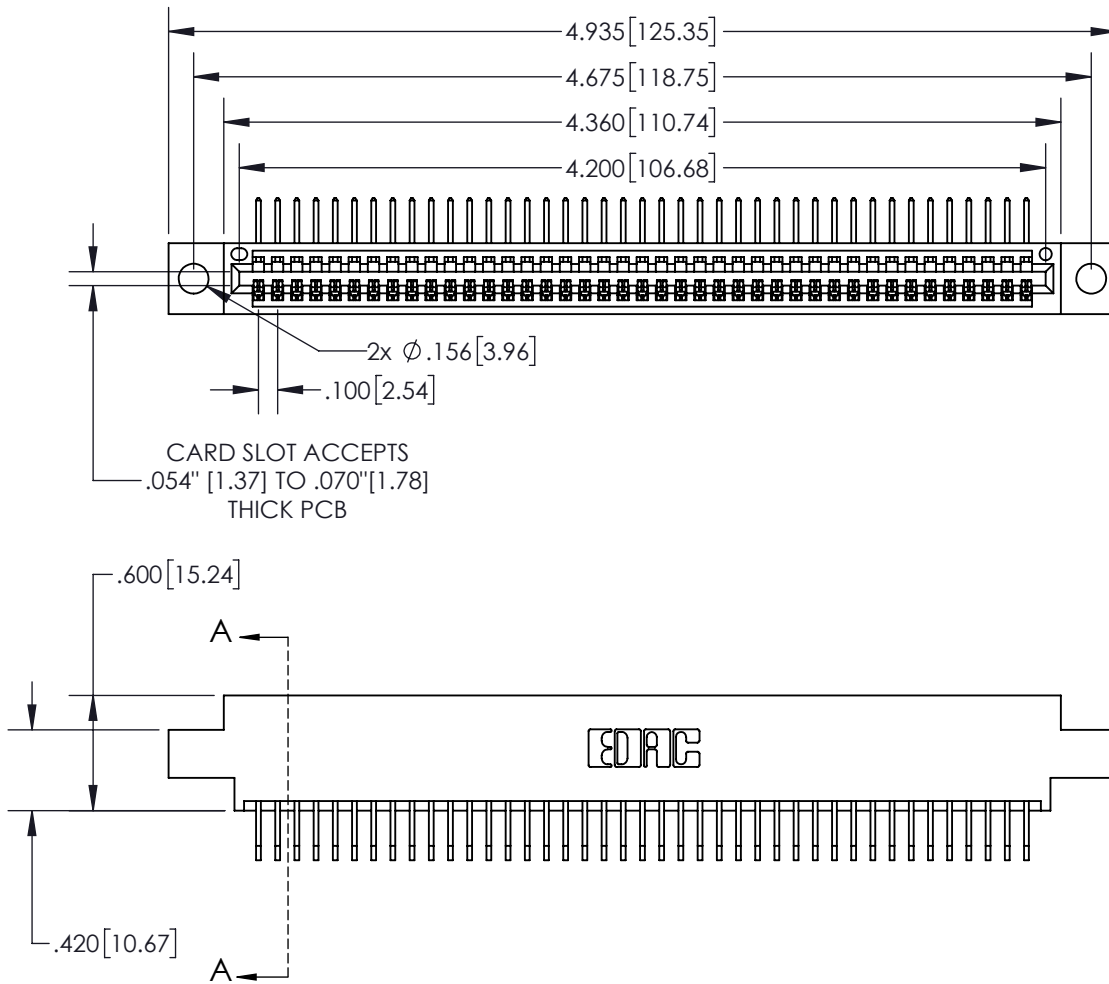 4.935[125.35]
4.675[118.75]
4.360[110.74]
4.200[106.68]
2x Ø.156[3.96]
.100[2.54]
CARD SLOT ACCEPTS
.054" [1.37] TO .070"[1.78]
THICK PCB
.600[15.24]
A
EDAC
.420[10.67]
A